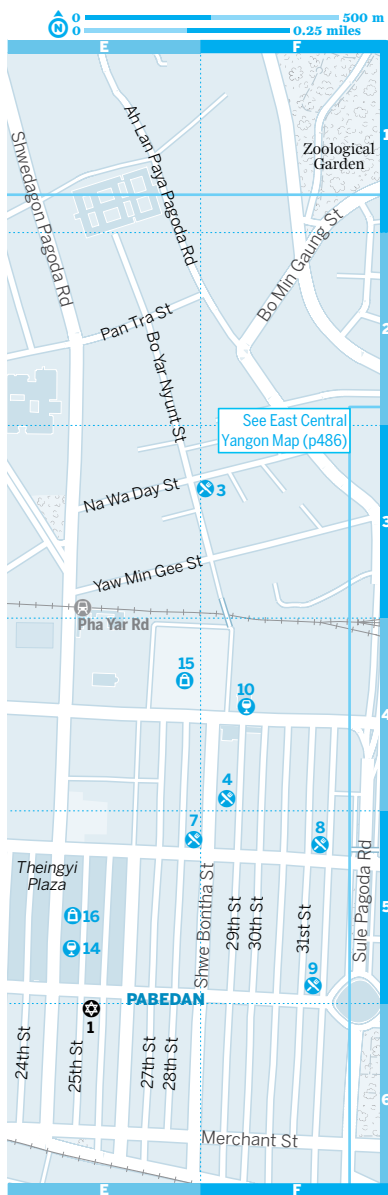 N
0 500 m
0 0.25 miles
E F
1
Zoological
Garden
Shwedagon Pagoda Rd
Ah Lan Paya Pagoda Rd
Bo Min Gaung St
2
Pan Tra St
Bo Yar Nyunt St
See East Central
Yangon Map (p486)
Na Wa Day St
3
3
Yaw Min Gee St
Pha Yar Rd
15
10
4
4
7
8
Theingyi
Plaza
16
14
Shwe Bontha St
29th St
30th St
31st St
Sule Pagoda Rd
5
9
PABEDAN
1
24th St
25th St
27th St
28th St
6
Merchant St
E F